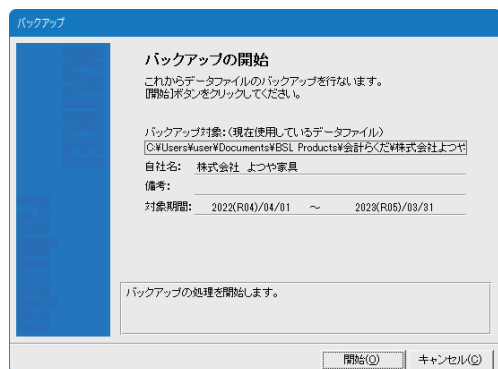 バックアップ
バックアップの開始
これからデータファイルのバックアップを行ないます。
[開始]ボタンをクリックしてください。
バックアップ対象:(現在使用しているデータファイル)
C:¥Users¥user¥Documents¥BSL Products¥会計らくだ¥株式会社よつや
自社名: 株式会社 よつや家具
備考:
対象期間: 2022(R04)/04/01 ～ 2023(R05)/03/31
バックアップの処理を開始します。
開始(O) キャンセル(C)
KAIKEI
rakuda